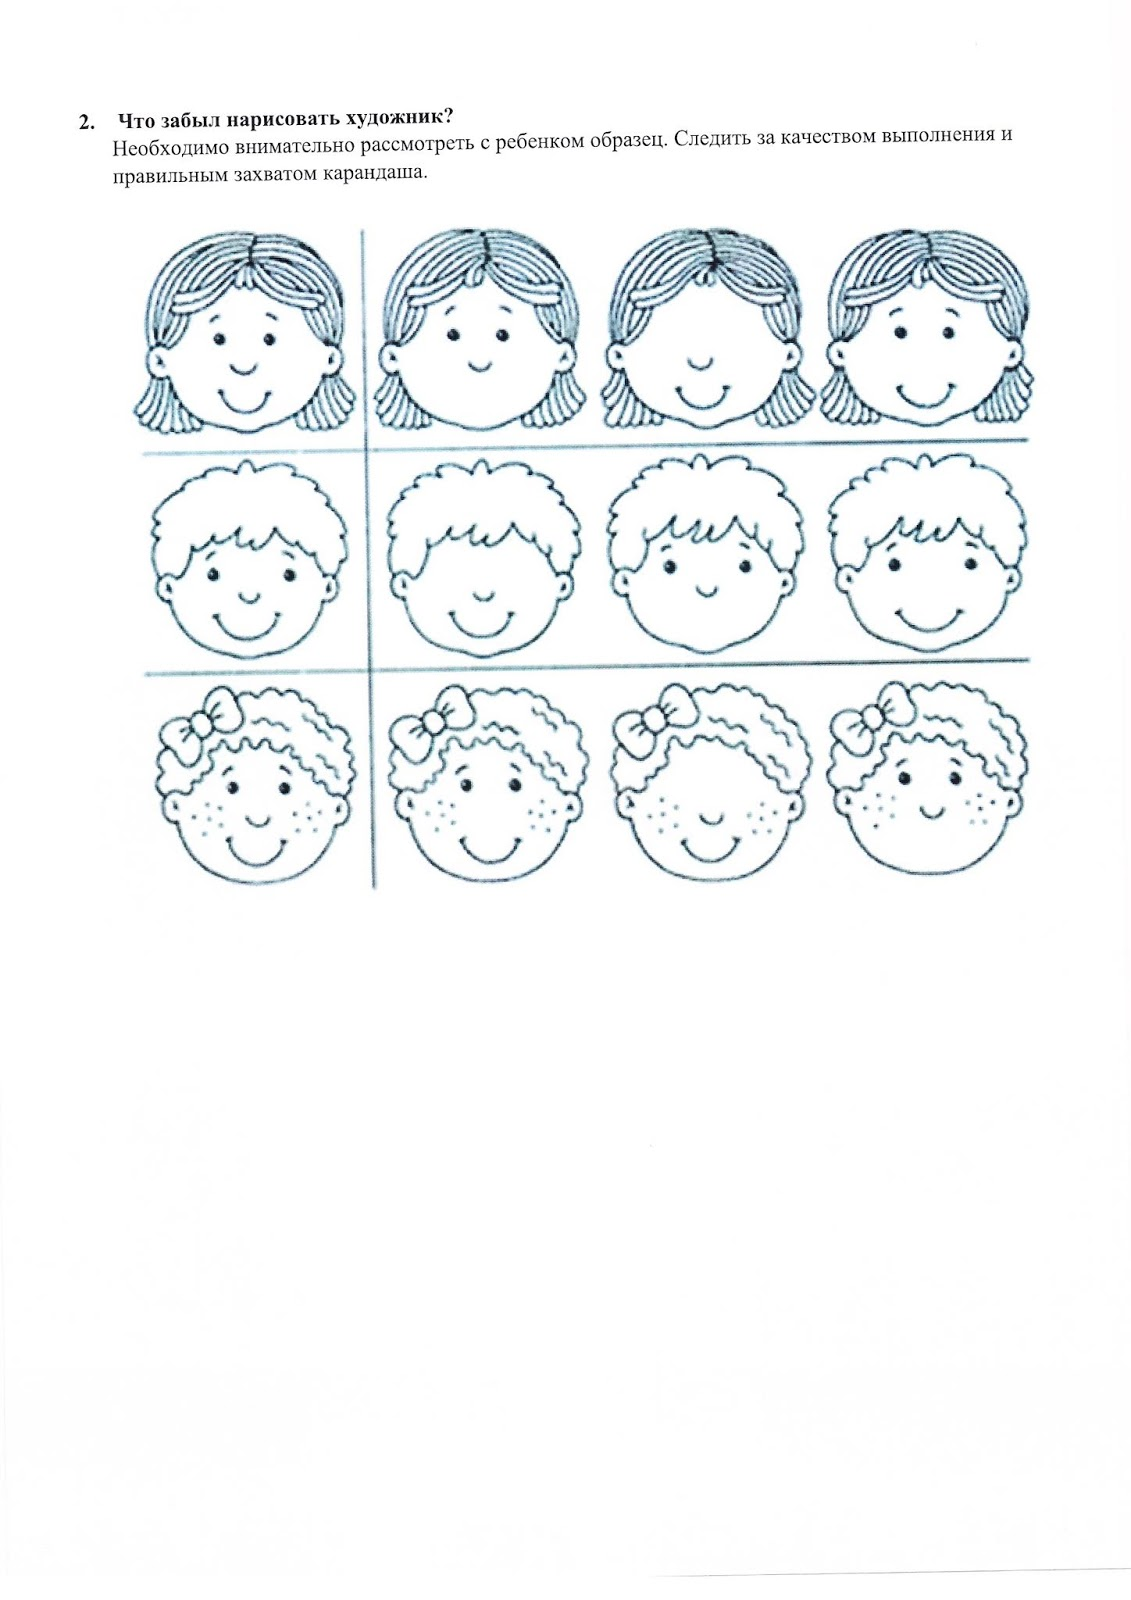 2. Что забыл нарисовать художник?
Необходимо внимательно рассмотреть с ребенком образец. Следить за качеством выполнения и
правильным захватом карандаша.